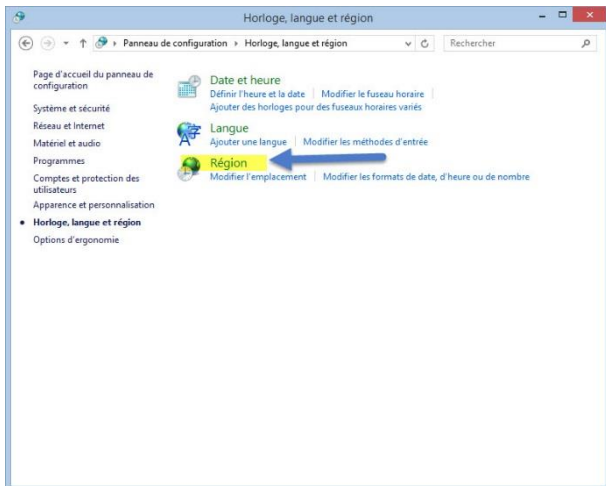 Horloge, langue et région
Panneau de configuration Horloge, langue et région Rechercher
Page d'accueil du panneau de
configuration
Système et sécurité
Réseau et Internet
Matériel et audio
Programmes
Comptes et protection des
utilisateurs
Apparence et personnalisation
Horloge, langue et région
Options d'ergonomie
Date et heure
Définir l'heure et la date Modifier le fuseau horaire
Ajouter des horloges pour des fuseaux horaires variés
Langue
Ajouter une langue Modifier les méthodes d'entrée
Région
Modifier l'emplacement Modifier les formats de date, d'heure ou de nombre